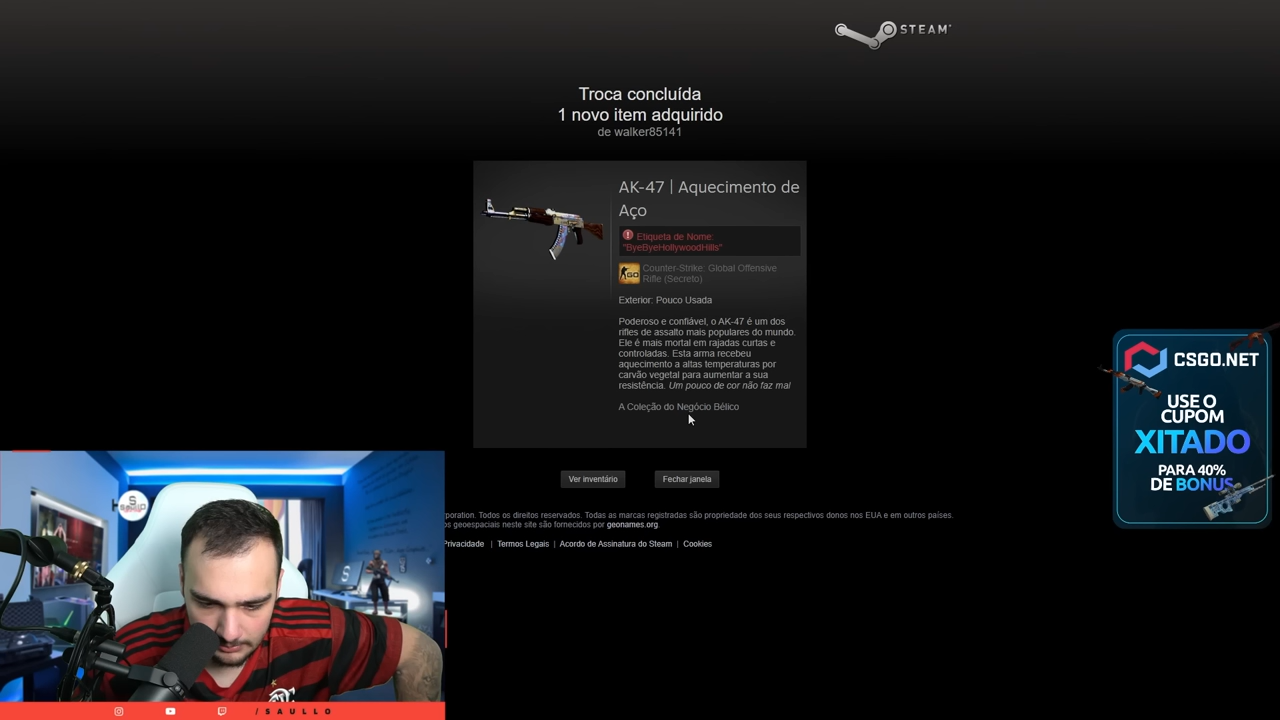 STEAM
Troca concluída
1 novo item adquirido
de walker85141
AK-47 | Aquecimento de
Aço
Etiqueta de Nome:
"ByeByeHollywoodHills"
GO
Counter-Strike: Global Offensive
Rifle (Secreto)
Exterior: Pouco Usada
Poderoso e confiável, o AK-47 é um dos
rifles de assalto mais populares do mundo.
Ele é mais mortal em rajadas curtas e
controladas. Esta arma recebeu
aquecimento a altas temperaturas por
carvão vegetal para aumentar a sua
resistência. Um pouco de cor não faz mal
A Coleção do Negócio Bélico
Ver inventário
Fechar janela
poration. Todos os direitos reservados. Todas as marcas registradas são propriedade dos seus respectivos donos nos EUA e em outros países.
os geoespaciais neste site são fornecidos por geonames.org.
Privacidade | Termos Legais | Acordo de Assinatura do Steam | Cookies
CSGO.NET
USE O
CUPOM
XITADO
PARA 40%
DE BONUS
/SAULLO